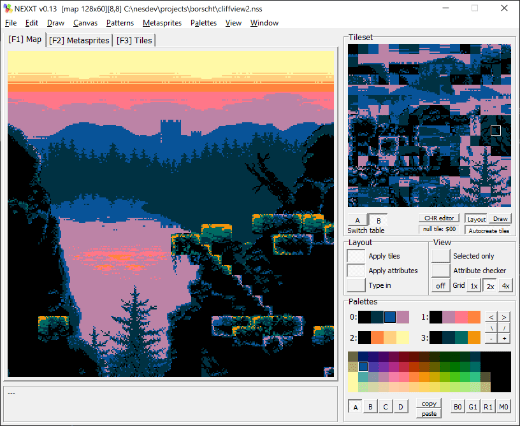 NEXXT v0.13 [map 128x60][8,8] C:\nesdev\projects\borscht\cliffview2.nss
File Edit Draw Canvas Patterns Metasprites Palettes View Window
[F1] Map [F2] Metasprites [F3] Tiles
Tileset
A B CHR editor Layout Draw
Switch table null tile: $00 Autocreate tiles
Layout View
Apply tiles Selected only
Apply attributes Attribute checker
Type in off Grid 1x 2x 4x
Palettes
0: 1: < >
\ /
2: 3: - +
A B C D copy B0 G1 R1 M0
paste
---